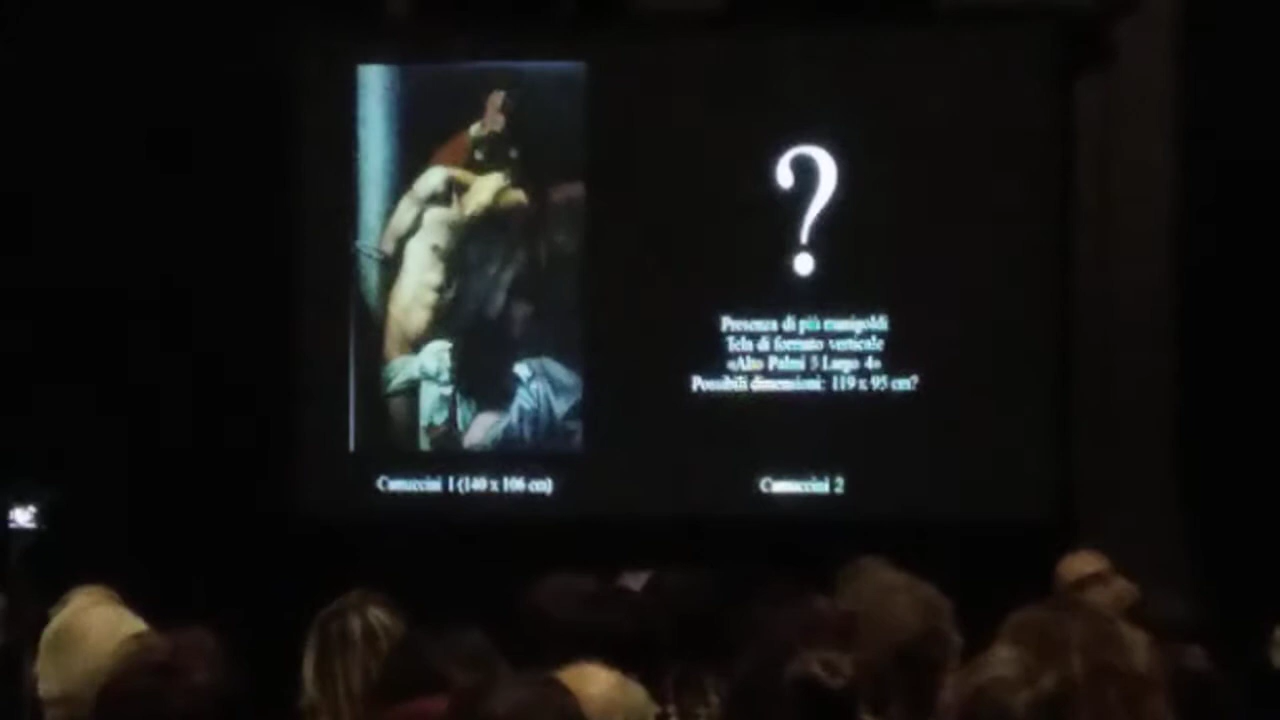 ?
Presenza di più manigoldi
Tela di formato verticale
«Alto Palmi 5 Largo 4»
Possibili dimensioni: 119 x 95 cm?
Camuccini 1 (140 x 106 cm)
Camuccini 2